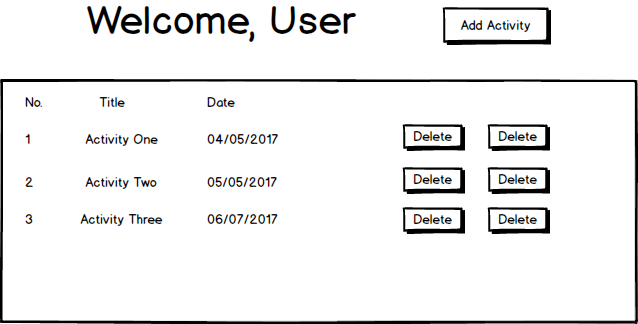 Welcome, User Add Activity
No. Title Date
1 Activity One 04/05/2017 Delete Delete
2 Activity Two 05/05/2017 Delete Delete
3 Activity Three 06/07/2017 Delete Delete